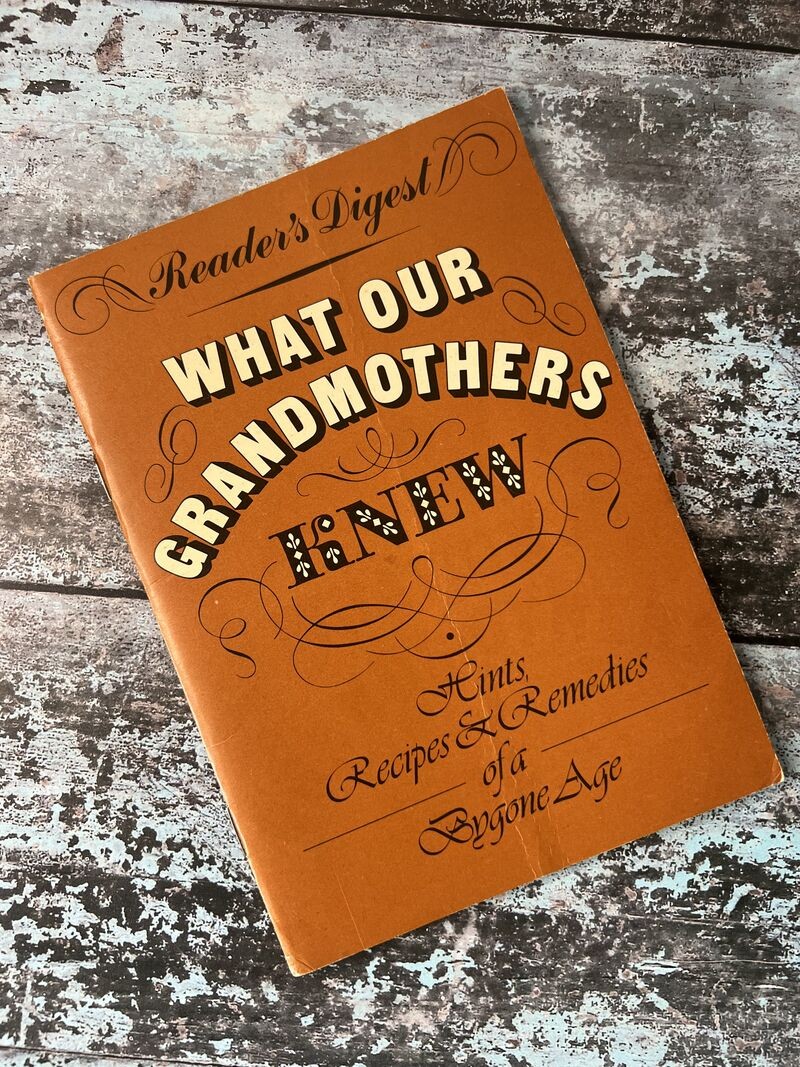 Reader's Digest
WHAT OUR
GRANDMOTHERS
KNEW
Hints,
Recipes & Remedies
of a
Bygone Age